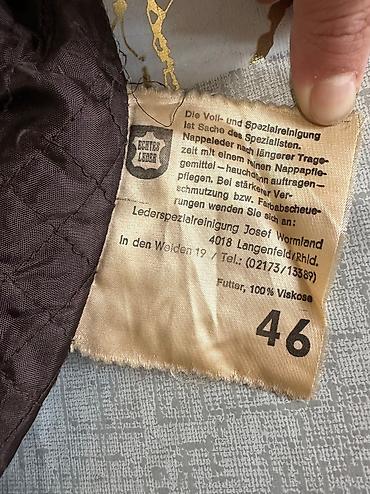 ECHTES
LEDER
Die Voll- und Spezialreinigung
ist Sache des Spezialisten.
Nappaleder nach längerer Trage-
zeit mit einem reinen Nappapfle-
gemittel – hauchdünn auftragen –
pflegen. Bei stärkerer Ver-
schmutzung bzw. Farbabscheue-
rungen wenden Sie sich an:
Lederspezialreinigung Josef Wormland
4018 Langenfeld/Rhld.
In den Weiden 19 / Tel.: (02173/13389)
Futter, 100% Viskose
46